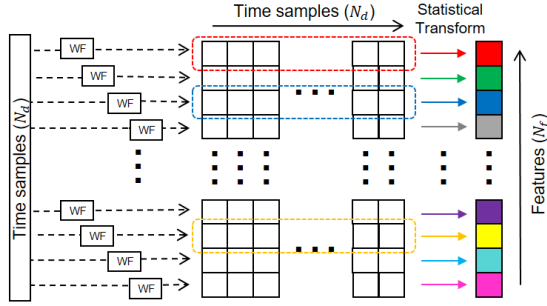 Time samples (N_d)
Statistical
Transform
WF
WF
WF
WF
Time samples (N_d)
Features (N_f)
WF
WF
WF
WF